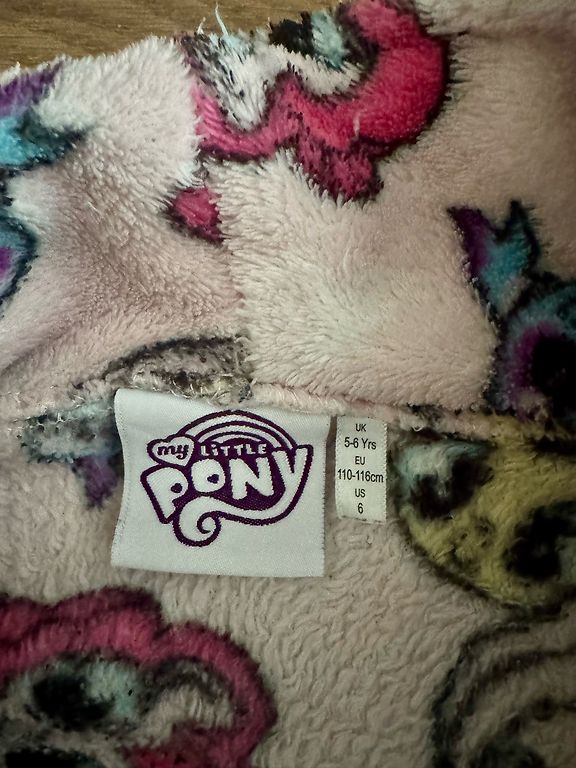 my LiTTLE
PONY
UK
5-6 Yrs
EU
110-116cm
US
6